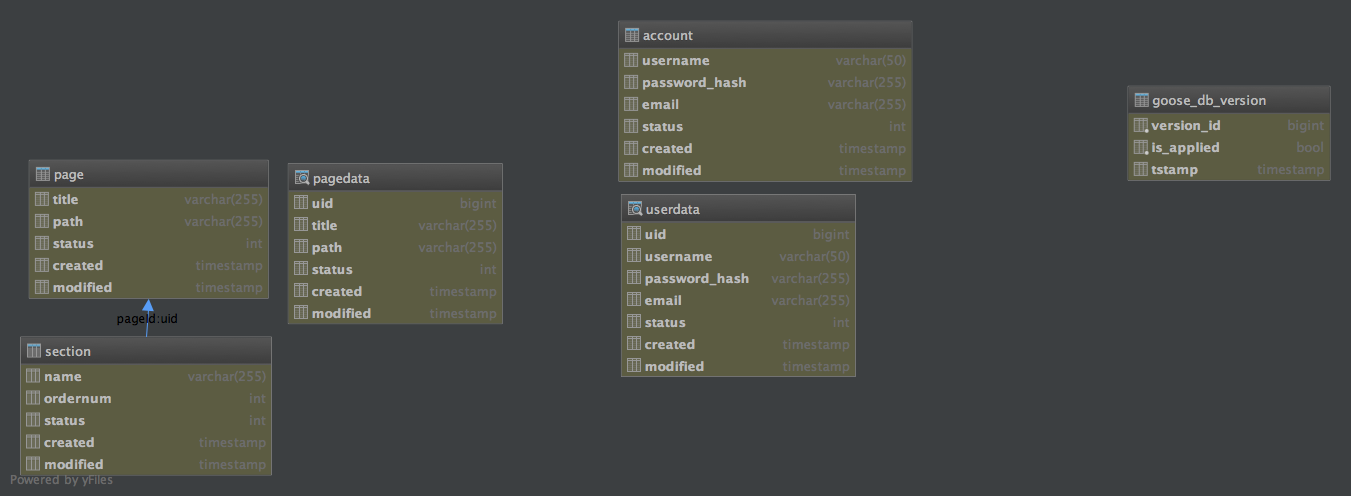 account
username varchar(50)
password_hash varchar(255)
email varchar(255)
status int
created timestamp
modified timestamp
goose_db_version
version_id bigint
is_applied bool
tstamp timestamp
page
title varchar(255)
path varchar(255)
status int
created timestamp
modified timestamp
pagedata
uid bigint
title varchar(255)
path varchar(255)
status int
created timestamp
modified timestamp
userdata
uid bigint
username varchar(50)
password_hash varchar(255)
email varchar(255)
status int
created timestamp
modified timestamp
pageid:uid
section
name varchar(255)
ordernum int
status int
created timestamp
modified timestamp
Powered by yFiles